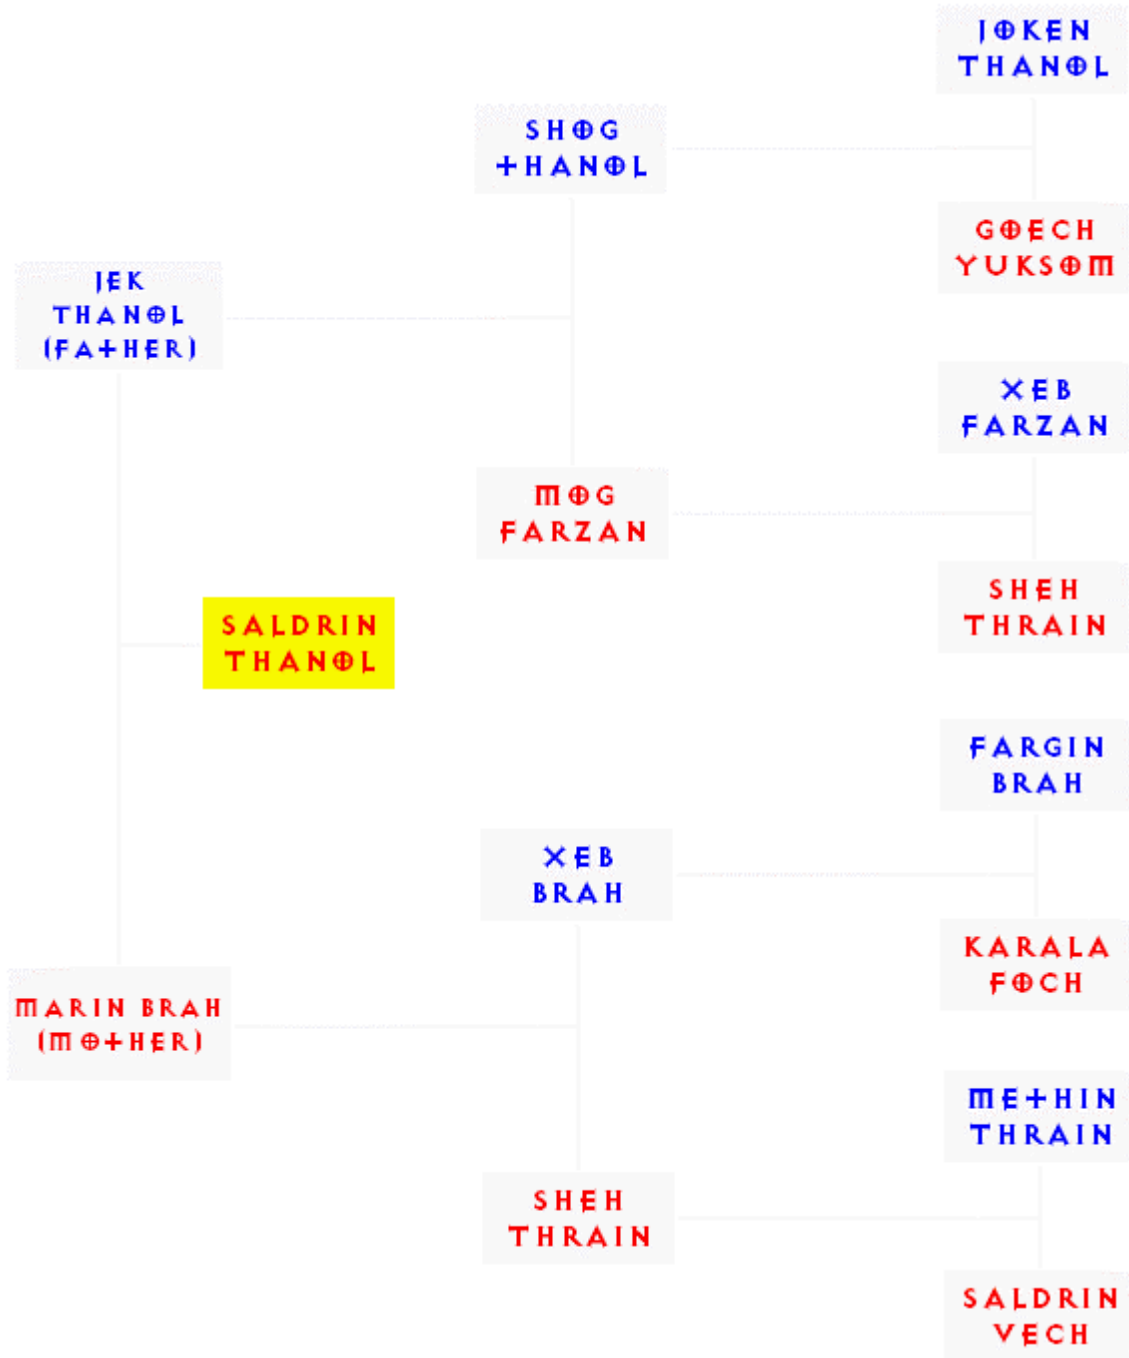 JOKEN
THANOL
SHOG
THANOL
GOECH
YUKSOM
JEK
THANOL
(FATHER)
XEB
FARZAN
MOG
FARZAN
SHEH
THRAIN
SALDRIN
THANOL
FARGIN
BRAH
XEB
BRAH
KARALA
FOCH
MARIN BRAH
(MOTHER)
METHIN
THRAIN
SHEH
THRAIN
SALDRIN
VECH